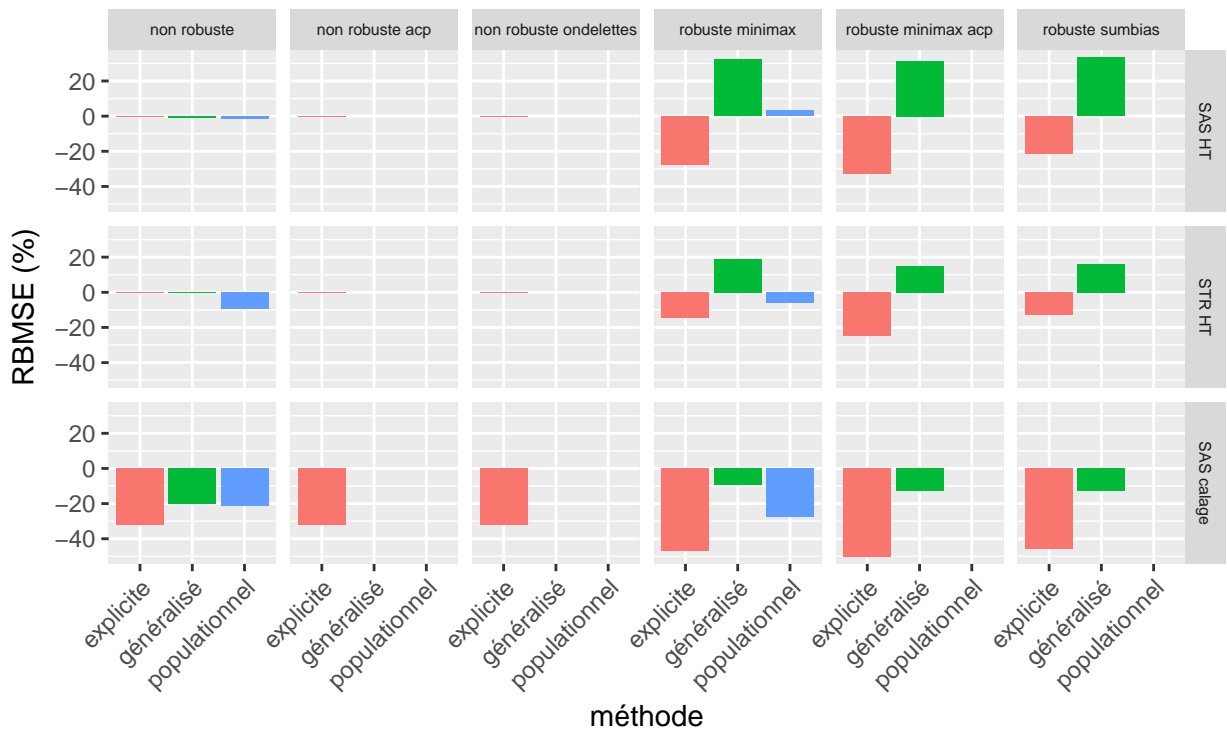 non robuste non robuste acp non robuste ondelettes robuste minimax robuste minimax acp robuste sumbias
RBMSE (%)
20
0
−20
−40
SAS HT
20
0
−20
−40
STR HT
20
0
−20
−40
SAS calage
explicite généralisé populationnel explicite généralisé populationnel explicite généralisé populationnel explicite généralisé populationnel explicite généralisé populationnel explicite généralisé populationnel
méthode